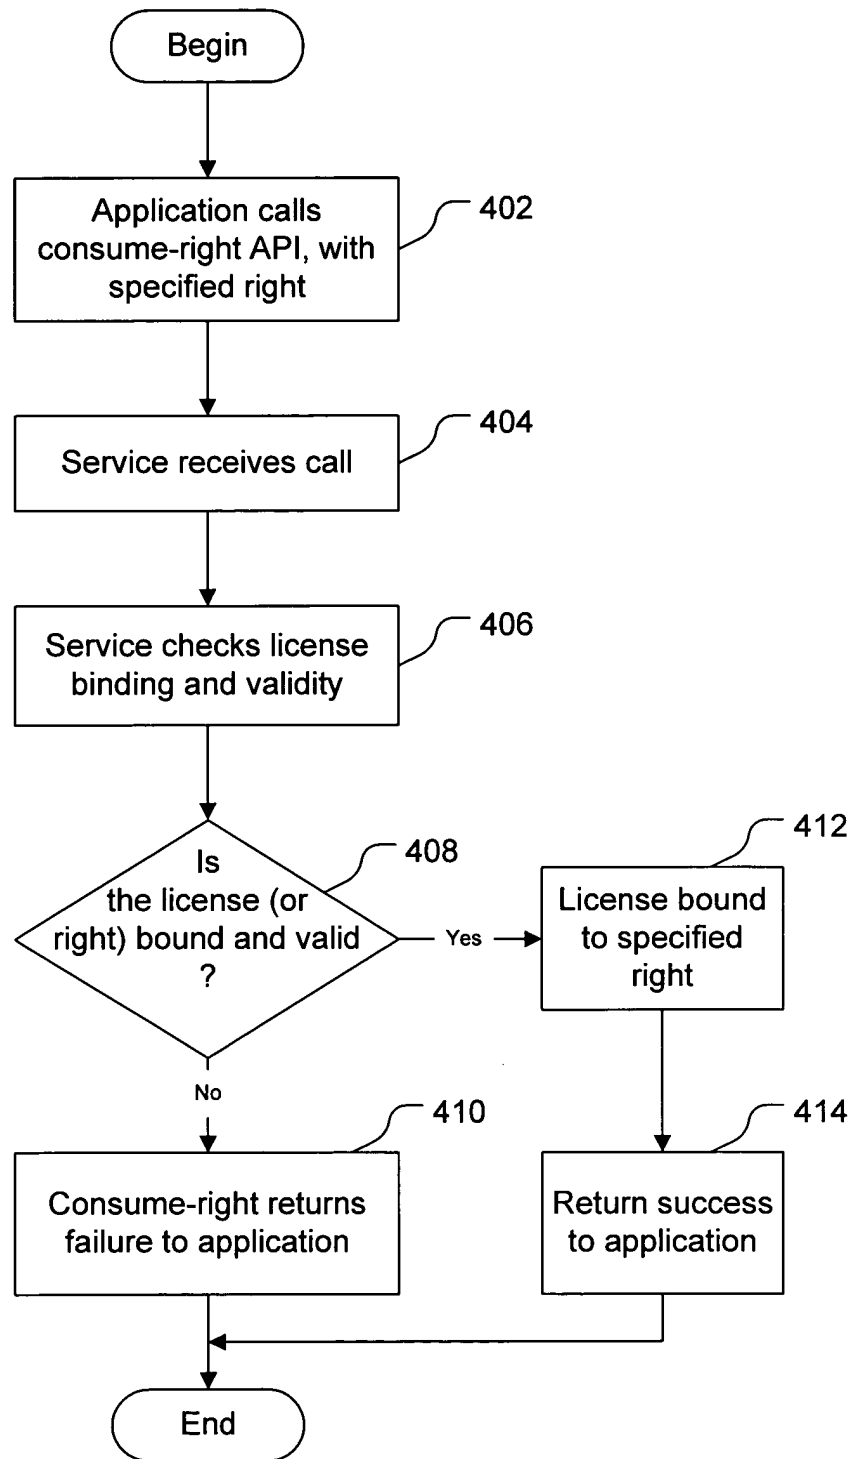 Begin
Application calls
consume-right API, with
specified right
402
Service receives call
404
Service checks license
binding and validity
406
Is
the license (or
right) bound and valid
?
408
Yes
License bound
to specified
right
412
No
Consume-right returns
failure to application
410
Return success
to application
414
End